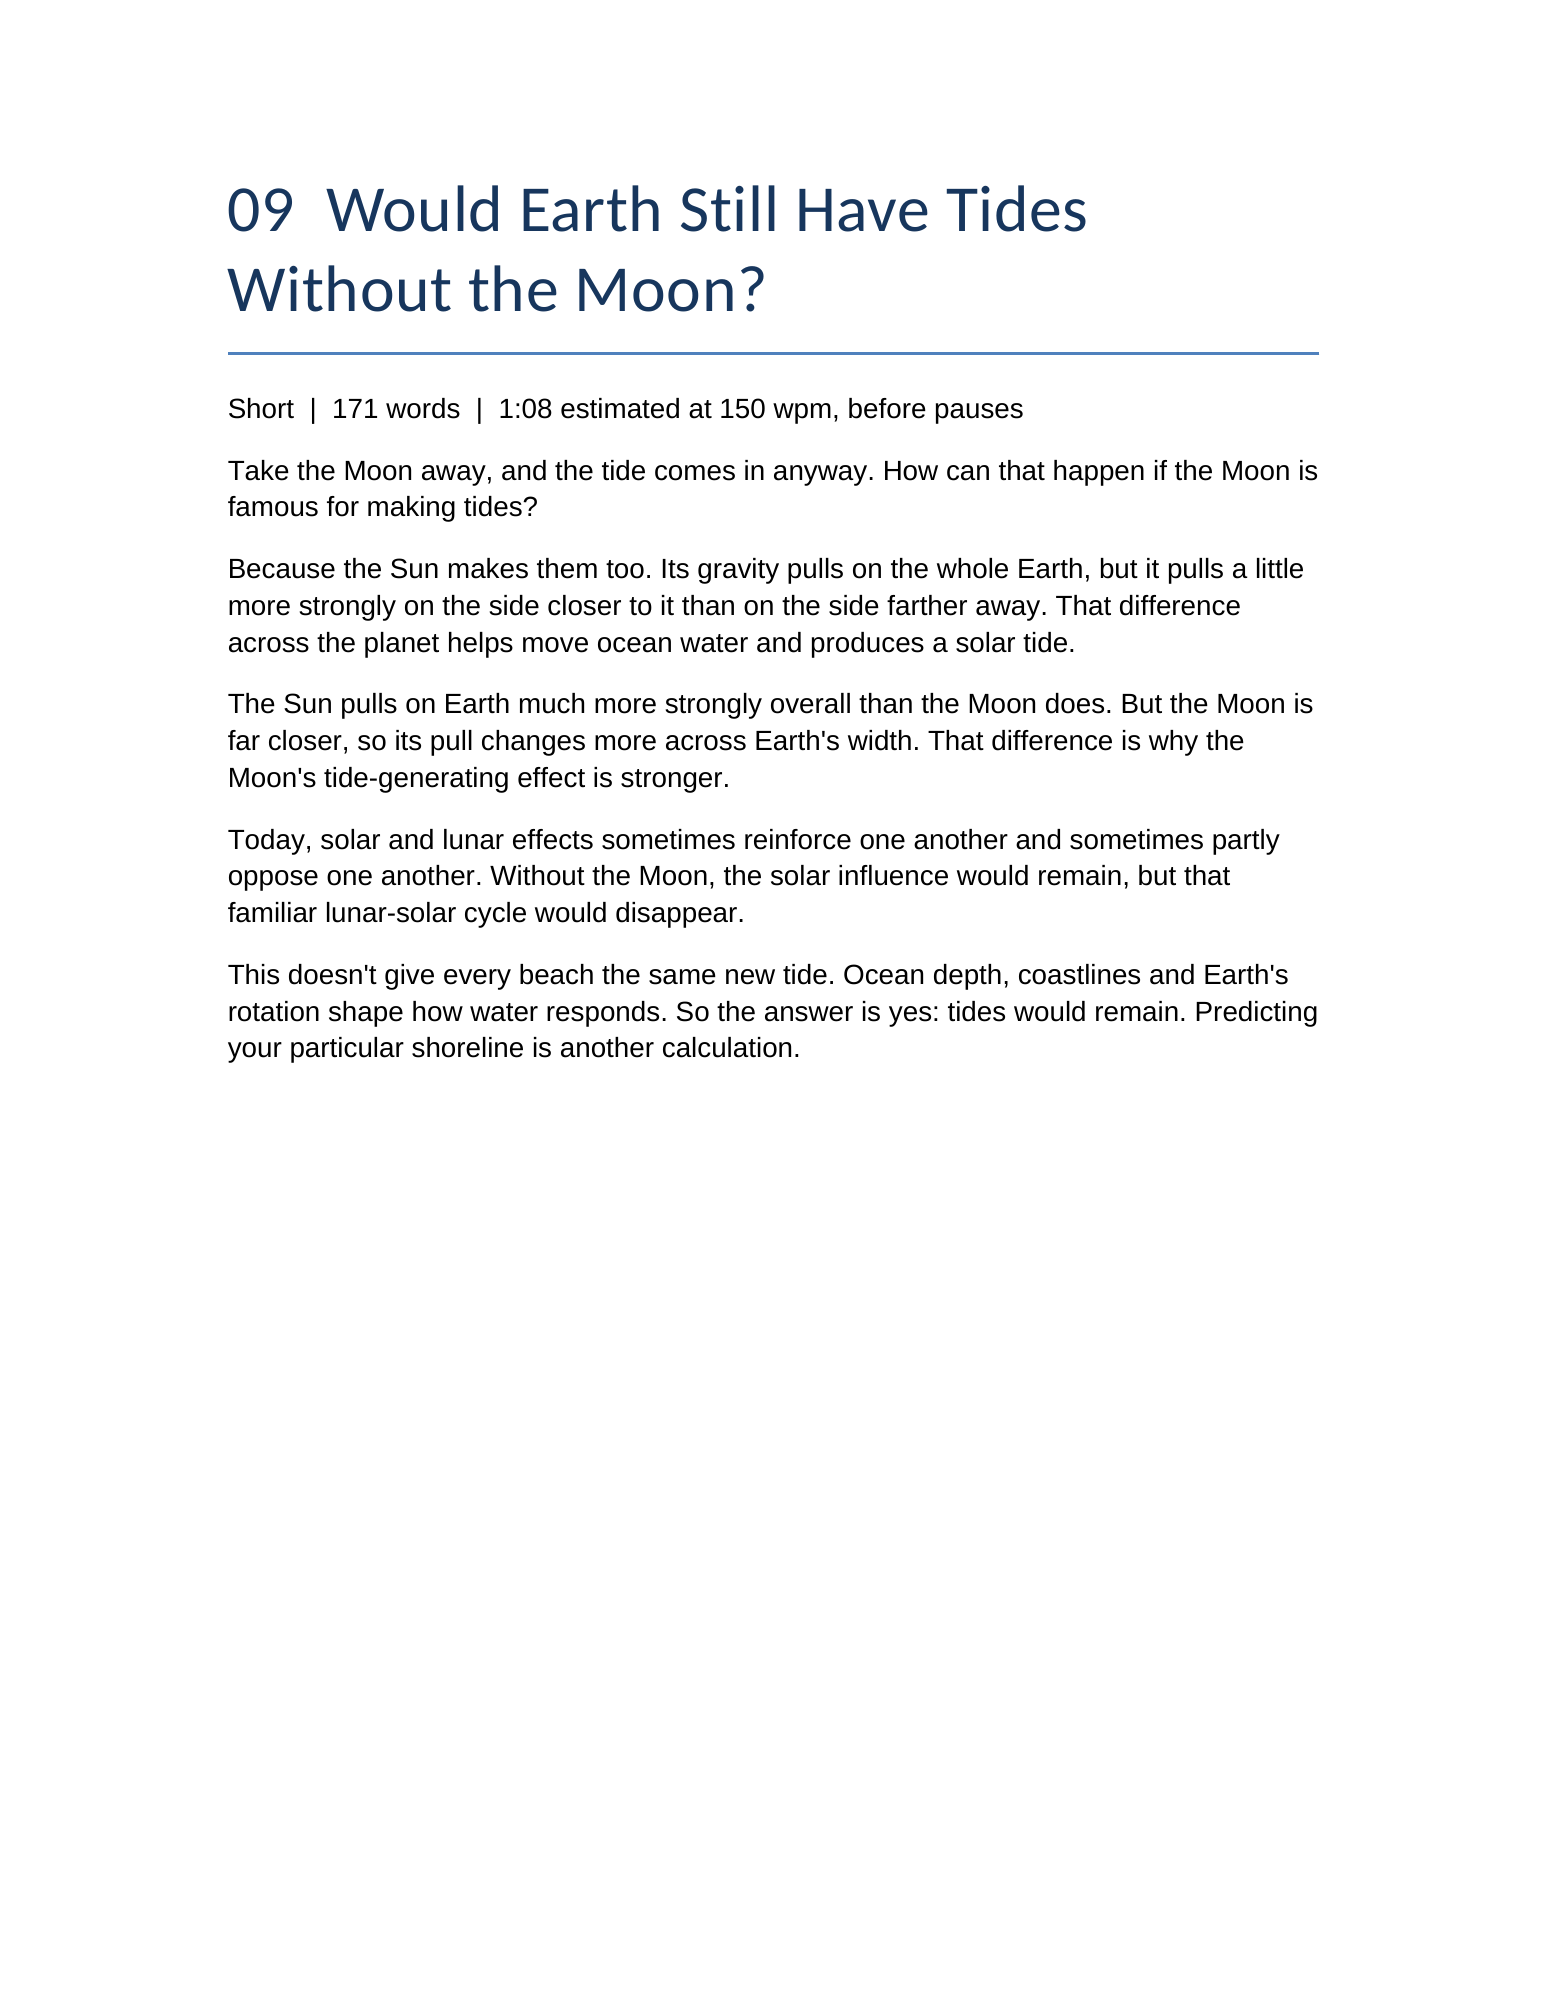 09  Would Earth Still Have Tides
Without the Moon?
Short  |  171 words  |  1:08 estimated at 150 wpm, before pauses
Take the Moon away, and the tide comes in anyway. How can that happen if the Moon is
famous for making tides?
Because the Sun makes them too. Its gravity pulls on the whole Earth, but it pulls a little
more strongly on the side closer to it than on the side farther away. That difference
across the planet helps move ocean water and produces a solar tide.
The Sun pulls on Earth much more strongly overall than the Moon does. But the Moon is
far closer, so its pull changes more across Earth's width. That difference is why the
Moon's tide-generating effect is stronger.
Today, solar and lunar effects sometimes reinforce one another and sometimes partly
oppose one another. Without the Moon, the solar influence would remain, but that
familiar lunar-solar cycle would disappear.
This doesn't give every beach the same new tide. Ocean depth, coastlines and Earth's
rotation shape how water responds. So the answer is yes: tides would remain. Predicting
your particular shoreline is another calculation.